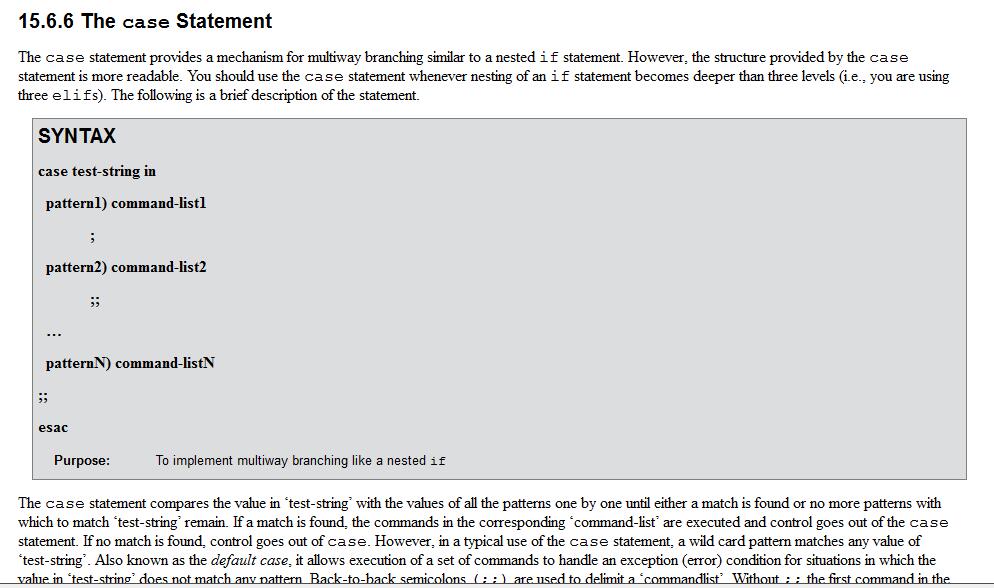 15.6.6 The case Statement
The case statement provides a mechanism for multiway branching similar to a nested if statement. However, the structure provided by the case
statement is more readable. You should use the case statement whenever nesting of an if statement becomes deeper than three levels (i.e., you are using
three elifs). The following is a brief description of the statement.
SYNTAX
case test-string in
pattern1) command-list1
;
pattern2) command-list2
;;
...
patternN) command-listN
;;
esac
Purpose: To implement multiway branching like a nested if
The case statement compares the value in ‘test-string’ with the values of all the patterns one by one until either a match is found or no more patterns with
which to match ‘test-string’ remain. If a match is found, the commands in the corresponding ‘command-list’ are executed and control goes out of the case
statement. If no match is found, control goes out of case. However, in a typical use of the case statement, a wild card pattern matches any value of
‘test-string’. Also known as the default case, it allows execution of a set of commands to handle an exception (error) condition for situations in which the
value in ‘test-string’ does not match any pattern. Back-to-back semicolons (;;) are used to delimit a ‘commandlist’. Without ;; the first command in the